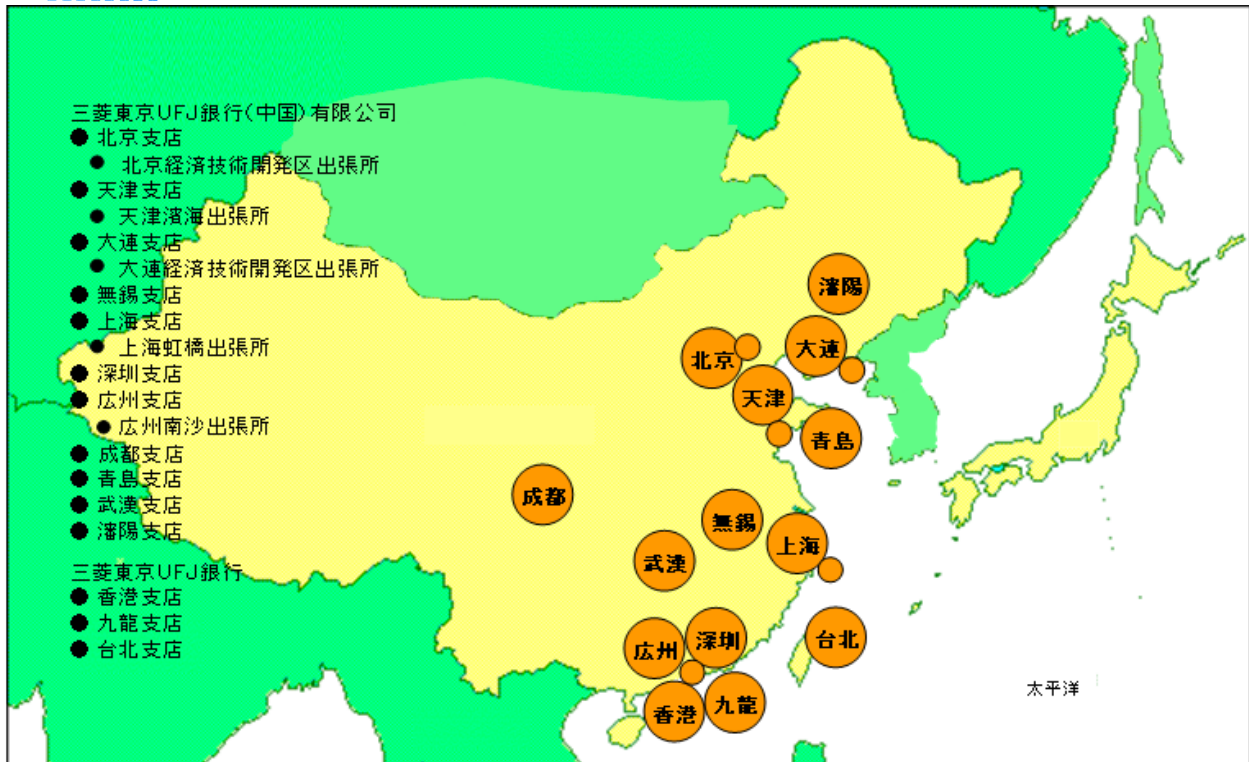 三菱東京UFJ銀行(中国)有限公司
● 北京支店
● 北京経済技術開発区出張所
● 天津支店
● 天津濱海出張所
● 大連支店
● 大連経済技術開発区出張所
● 無錫支店
● 上海支店
● 上海虹橋出張所
● 深圳支店
● 広州支店
● 広州南沙出張所
● 成都支店
● 青島支店
● 武漢支店
● 瀋陽支店
三菱東京UFJ銀行
● 香港支店
● 九龍支店
● 台北支店
瀋陽
北京
大連
天津
青島
成都
無錫
上海
武漢
広州
深圳
台北
香港
九龍
太平洋